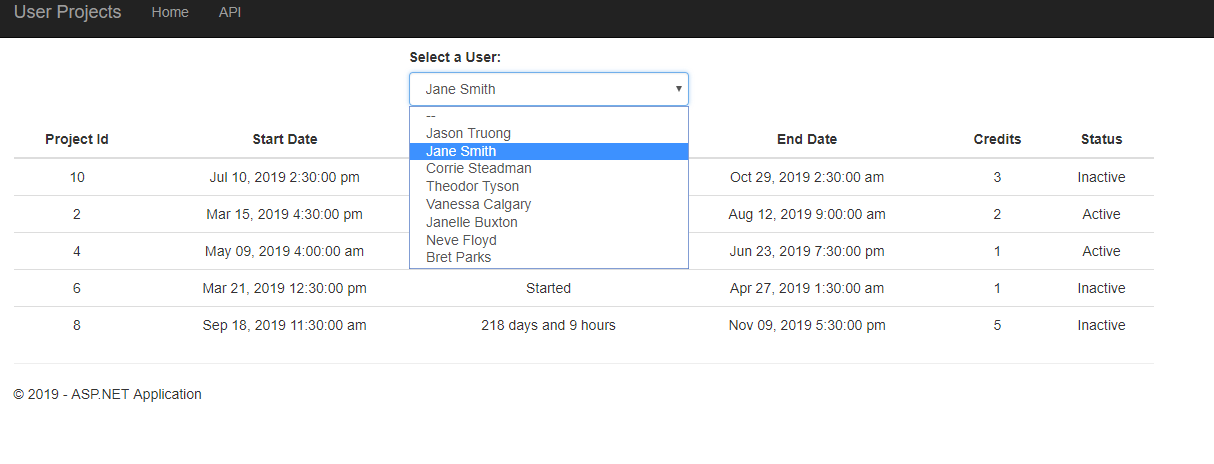 User Projects Home API
Select a User:
Jane Smith
--
Jason Truong
Jane Smith
Corrie Steadman
Theodor Tyson
Vanessa Calgary
Janelle Buxton
Neve Floyd
Bret Parks
Project Id Start Date End Date Credits Status
10 Jul 10, 2019 2:30:00 pm Oct 29, 2019 2:30:00 am 3 Inactive
2 Mar 15, 2019 4:30:00 pm Aug 12, 2019 9:00:00 am 2 Active
4 May 09, 2019 4:00:00 am Jun 23, 2019 7:30:00 pm 1 Active
6 Mar 21, 2019 12:30:00 pm Started Apr 27, 2019 1:30:00 am 1 Inactive
8 Sep 18, 2019 11:30:00 am 218 days and 9 hours Nov 09, 2019 5:30:00 pm 5 Inactive
© 2019 - ASP.NET Application